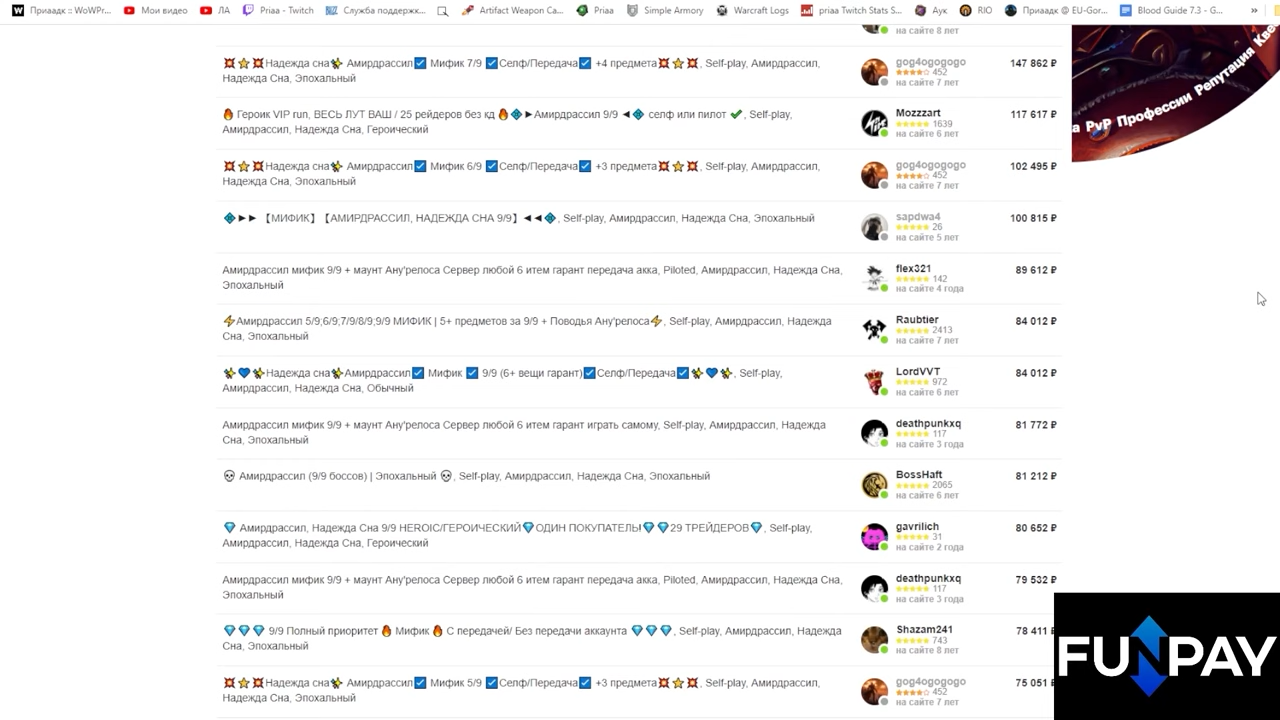 Приаадк :: WoWPr... Мои видео ЛА Priaa - Twitch Служба поддержк... Artifact Weapon Ca... Priaa Simple Armory Warcraft Logs priaa Twitch Stats S... Аук RIO Приаадк @ EU-Gor... Blood Guide 7.3 - G... »
на сайте 8 лет
Надежда сна Амирдрассил Мифик 7/9 Селф/Передача +4 предмета, Self-play, Амирдрассил,
Надежда Сна, Эпохальный
gog4ogogogo
452
на сайте 7 лет
147 862 ₽
Героик VIP run, ВЕСЬ ЛУТ ВАШ / 25 рейдеров без кд ►Амирдрассил 9/9 ◄ селф или пилот ✔, Self-play,
Амирдрассил, Надежда Сна, Героический
Mozzzart
1639
на сайте 6 лет
117 617 ₽
Надежда сна Амирдрассил Мифик 6/9 Селф/Передача +3 предмета, Self-play, Амирдрассил,
Надежда Сна, Эпохальный
gog4ogogogo
452
на сайте 7 лет
102 495 ₽
►► 【МИФИК】【АМИРДРАССИЛ, НАДЕЖДА СНА 9/9】◄◄, Self-play, Амирдрассил, Надежда Сна, Эпохальный
sapdwa4
26
на сайте 5 лет
100 815 ₽
Амирдрассил мифик 9/9 + маунт Ану'релоса Сервер любой 6 итем гарант передача акка, Piloted, Амирдрассил, Надежда Сна,
Эпохальный
flex321
142
на сайте 4 года
89 612 ₽
Амирдрассил 5/9;6/9;7/9/8/9;9/9 МИФИК | 5+ предметов за 9/9 + Поводья Ану'релоса, Self-play, Амирдрассил, Надежда
Сна, Эпохальный
Raubtier
2413
на сайте 7 лет
84 012 ₽
Надежда сна Амирдрассил Мифик 9/9 (6+ вещи гарант) Селф/Передача, Self-play,
Амирдрассил, Надежда Сна, Обычный
LordVVT
972
на сайте 6 лет
84 012 ₽
Амирдрассил мифик 9/9 + маунт Ану'релоса Сервер любой 6 итем гарант играть самому, Self-play, Амирдрассил, Надежда
Сна, Эпохальный
deathpunkxq
117
на сайте 3 года
81 772 ₽
Амирдрассил (9/9 боссов) | Эпохальный , Self-play, Амирдрассил, Надежда Сна, Эпохальный
BossHaft
2065
на сайте 6 лет
81 212 ₽
Амирдрассил, Надежда Сна 9/9 HEROIC/ГЕРОИЧЕСКИЙ ОДИН ПОКУПАТЕЛЬ! 29 ТРЕЙДЕРОВ, Self-play,
Амирдрассил, Надежда Сна, Героический
gavrilich
31
на сайте 2 года
80 652 ₽
Амирдрассил мифик 9/9 + маунт Ану'релоса Сервер любой 6 итем гарант передача акка, Piloted, Амирдрассил, Надежда Сна,
Эпохальный
deathpunkxq
117
на сайте 3 года
79 532 ₽
9/9 Полный приоритет Мифик С передачей/ Без передачи аккаунта , Self-play, Амирдрассил, Надежда
Сна, Эпохальный
Shazam241
743
на сайте 8 лет
78 411 ₽
Надежда сна Амирдрассил Мифик 5/9 Селф/Передача +3 предмета, Self-play, Амирдрассил,
Надежда Сна, Эпохальный
gog4ogogogo
452
на сайте 7 лет
75 051 ₽
а PvP Профессии Репутация Кве
FUNPAY